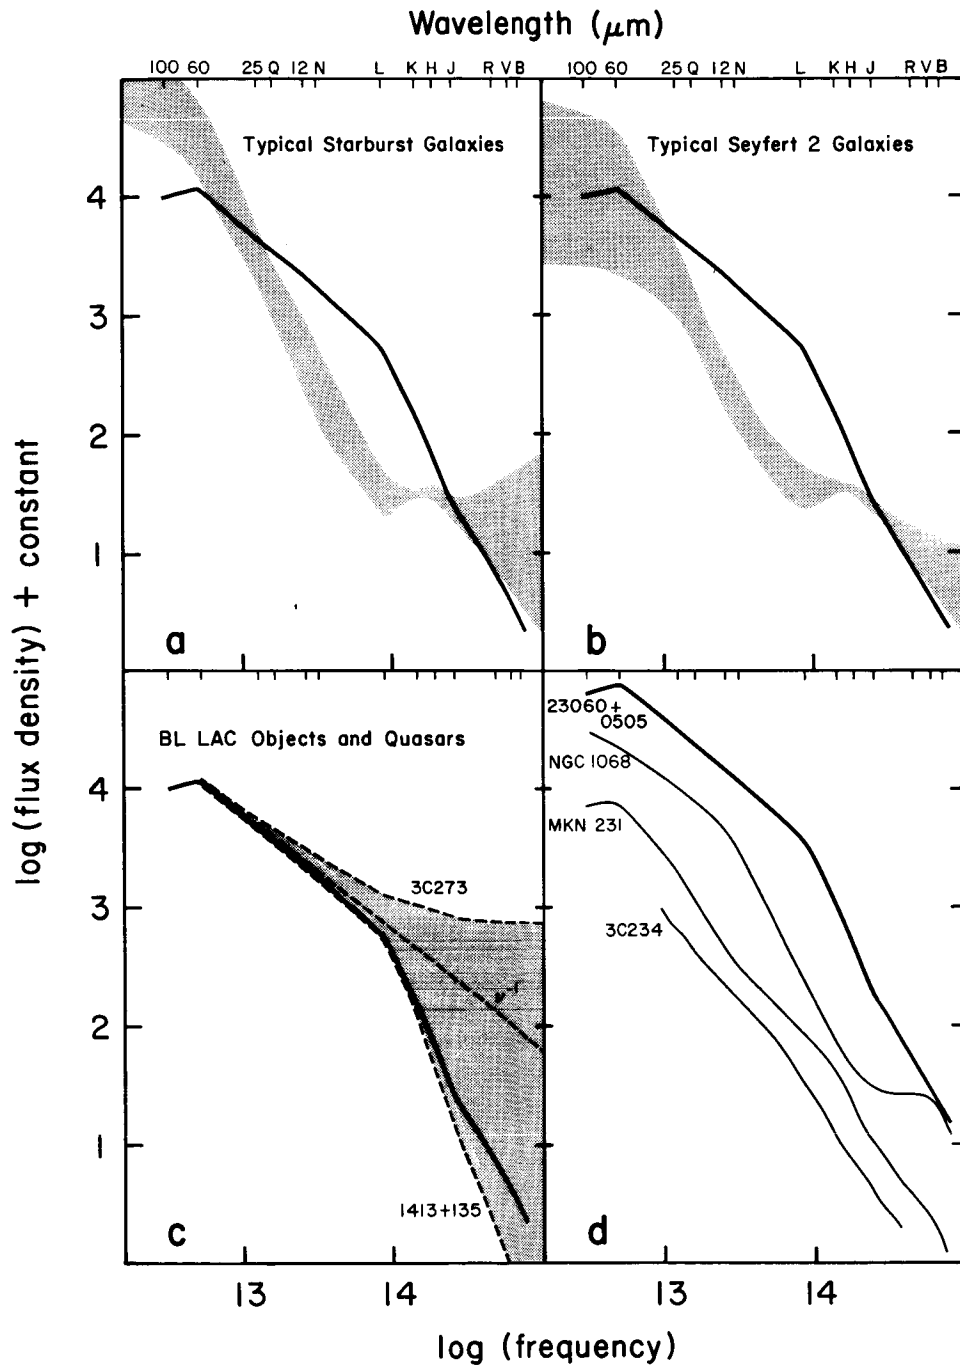 Wavelength (μm)
100 60 25 Q 12 N L K H J R V B
100 60 25 Q 12 N L K H J R V B
Typical Starburst Galaxies
Typical Seyfert 2 Galaxies
4
3
2
1
a
b
log (flux density) + constant
BL LAC Objects and Quasars
23060+
0505
NGC 1068
MKN 231
3C234
4
3
2
1
3C273
ν⁻¹
1413+135
c
d
13
14
13
14
log (frequency)